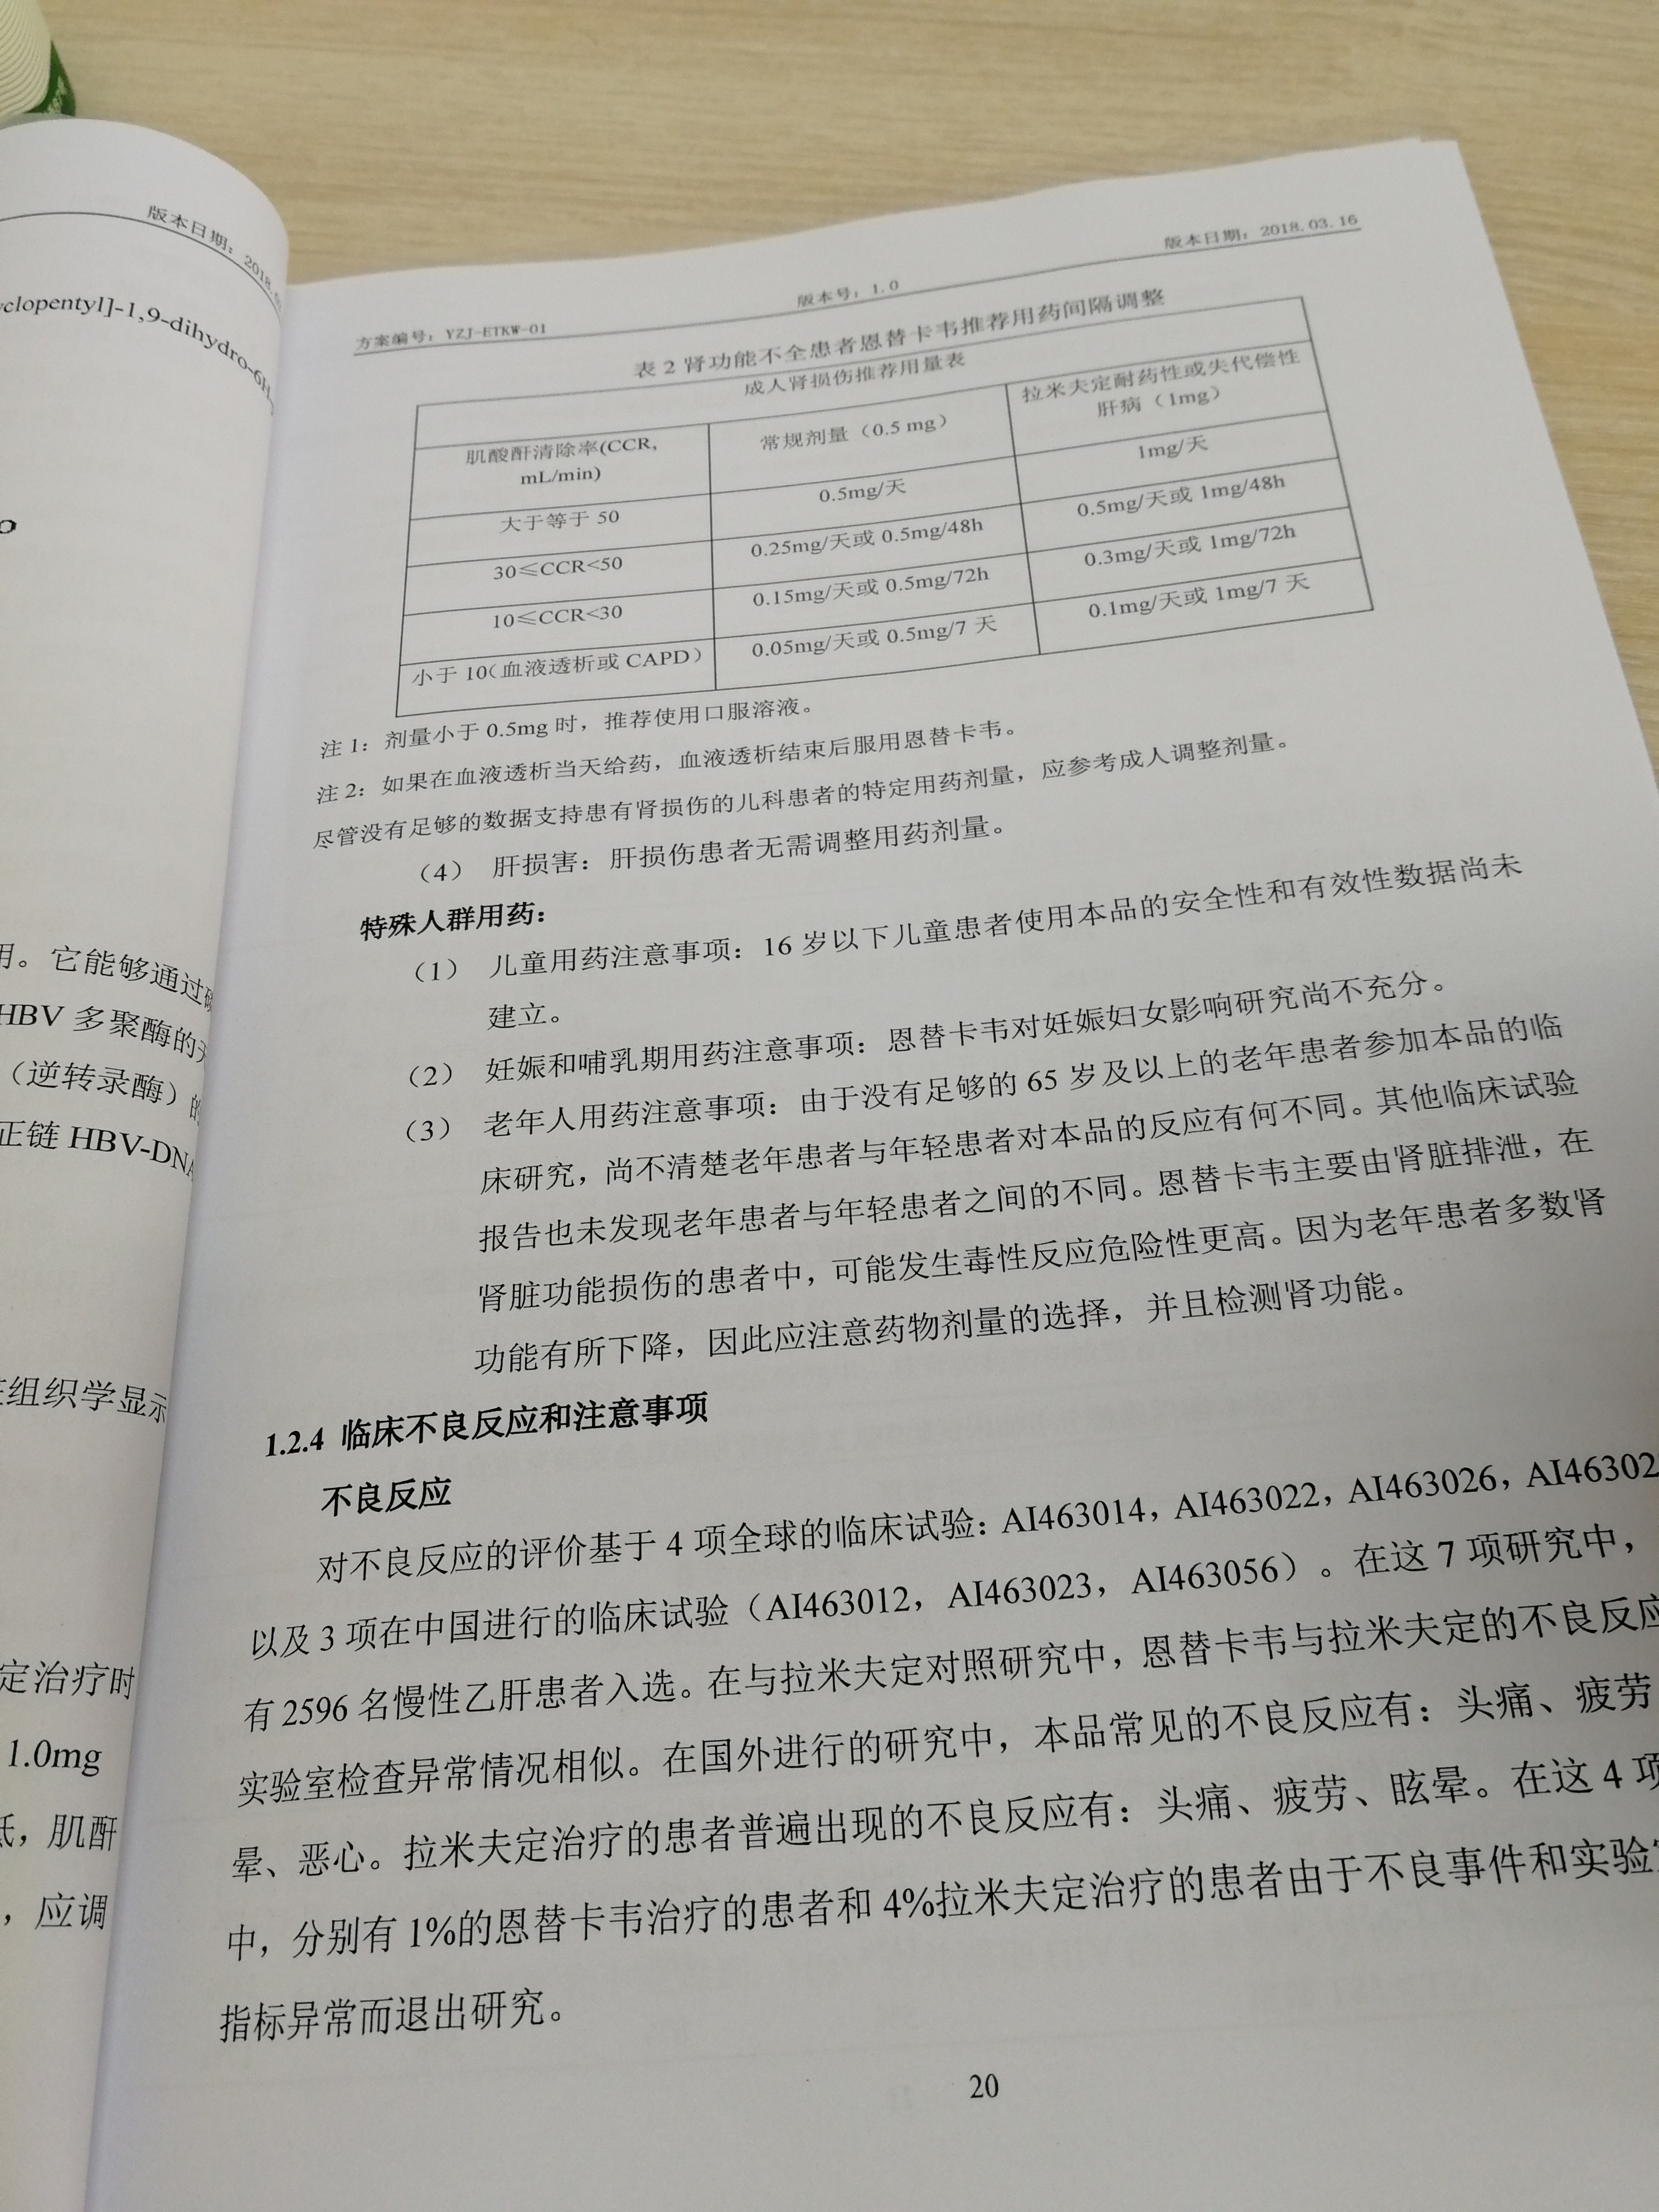 版本日期：2018.
clopentyl]-1,9-dihydro-6H
用。它能够通过
HBV 多聚酶的
（逆转录酶）
正链 HBV-DNA
组织学显示
定治疗时
1.0mg
低，肌酐
，应调
方案编号：YZJ-ETKW-01 版本号：1.0 版本日期：2018.03.16
表 2 肾功能不全患者恩替卡韦推荐用药间隔调整
成人肾损伤推荐用量表
肌酸酐清除率(CCR, mL/min) 常规剂量（0.5 mg） 拉米夫定耐药性或失代偿性肝病（1mg）
大于等于 50 0.5mg/天 1mg/天
30≤CCR<50 0.25mg/天或 0.5mg/48h 0.5mg/天或 1mg/48h
10≤CCR<30 0.15mg/天或 0.5mg/72h 0.3mg/天或 1mg/72h
小于 10（血液透析或 CAPD） 0.05mg/天或 0.5mg/7 天 0.1mg/天或 1mg/7 天
注 1：剂量小于 0.5mg 时，推荐使用口服溶液。
注 2：如果在血液透析当天给药，血液透析结束后服用恩替卡韦。
尽管没有足够的数据支持患有肾损伤的儿科患者的特定用药剂量，应参考成人调整剂量。
（4） 肝损害：肝损伤患者无需调整用药剂量。
特殊人群用药：
（1） 儿童用药注意事项：16 岁以下儿童患者使用本品的安全性和有效性数据尚未
建立。
（2） 妊娠和哺乳期用药注意事项：恩替卡韦对妊娠妇女影响研究尚不充分。
（3） 老年人用药注意事项：由于没有足够的 65 岁及以上的老年患者参加本品的临
床研究，尚不清楚老年患者与年轻患者对本品的反应有何不同。其他临床试验
报告也未发现老年患者与年轻患者之间的不同。恩替卡韦主要由肾脏排泄，在
肾脏功能损伤的患者中，可能发生毒性反应危险性更高。因为老年患者多数肾
功能有所下降，因此应注意药物剂量的选择，并且检测肾功能。
1.2.4 临床不良反应和注意事项
不良反应
对不良反应的评价基于 4 项全球的临床试验：AI463014，AI463022，AI463026，AI46302
以及 3 项在中国进行的临床试验（AI463012，AI463023，AI463056）。在这 7 项研究中，
有 2596 名慢性乙肝患者入选。在与拉米夫定对照研究中，恩替卡韦与拉米夫定的不良反应
实验室检查异常情况相似。在国外进行的研究中，本品常见的不良反应有：头痛、疲劳
晕、恶心。拉米夫定治疗的患者普遍出现的不良反应有：头痛、疲劳、眩晕。在这 4 项
中，分别有 1%的恩替卡韦治疗的患者和 4%拉米夫定治疗的患者由于不良事件和实验
指标异常而退出研究。
20